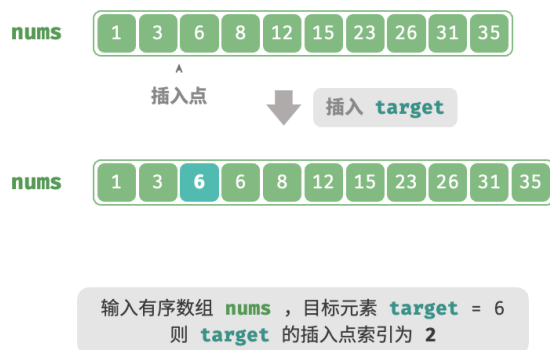 nums 1 3 6 8 12 15 23 26 31 35
插入点
插入 target
nums 1 3 6 6 8 12 15 23 26 31 35
输入有序数组 nums ，目标元素 target = 6
则 target 的插入点索引为 2